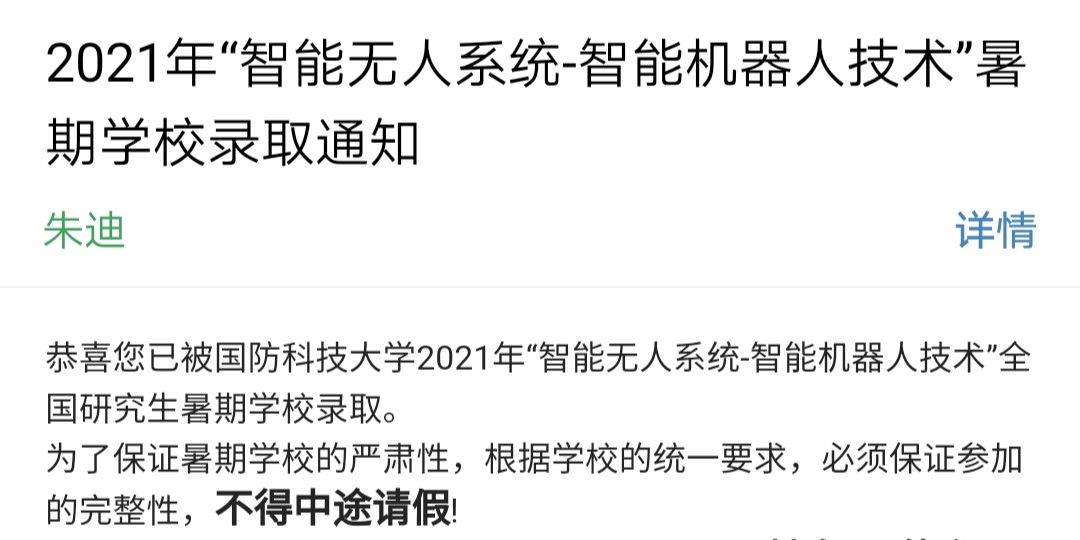 2021年“智能无人系统-智能机器人技术”暑
期学校录取通知
朱迪
详情
恭喜您已被国防科技大学2021年“智能无人系统-智能机器人技术”全
国研究生暑期学校录取。
为了保证暑期学校的严肃性，根据学校的统一要求，必须保证参加
的完整性，不得中途请假!